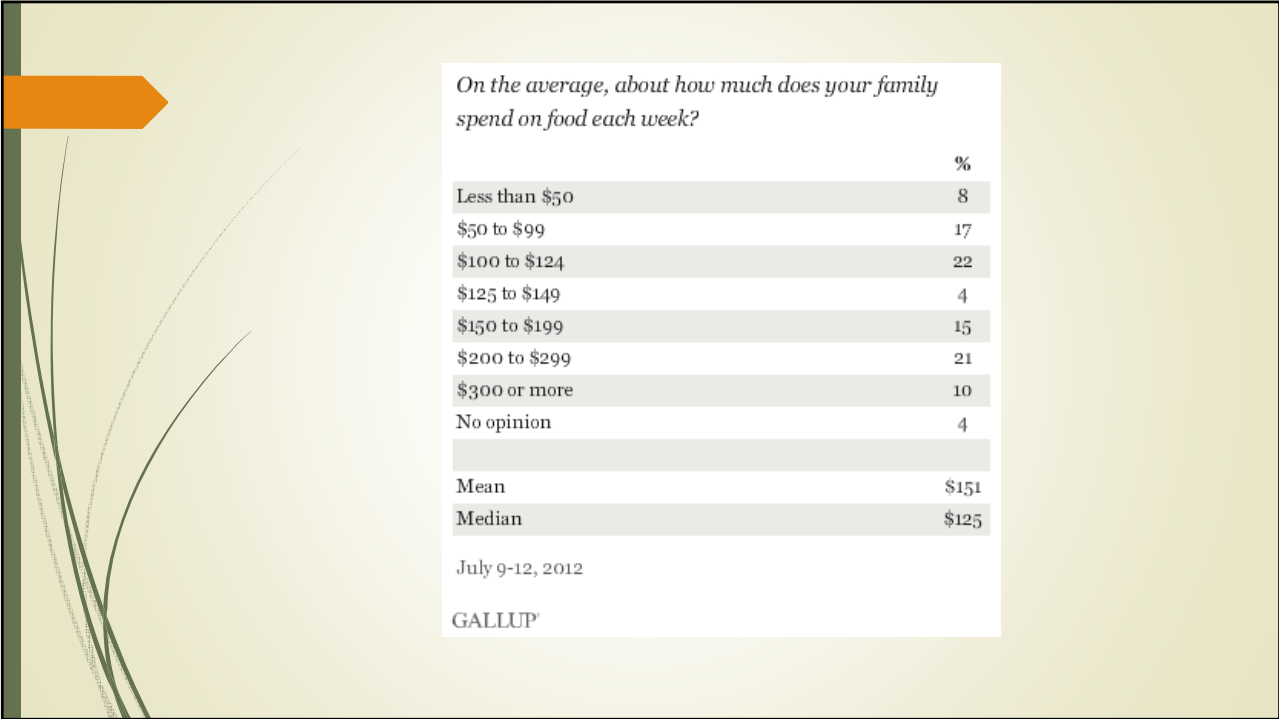 On the average, about how much does your family
spend on food each week?
%
Less than $50 8
$50 to $99 17
$100 to $124 22
$125 to $149 4
$150 to $199 15
$200 to $299 21
$300 or more 10
No opinion 4
Mean $151
Median $125
July 9-12, 2012
GALLUP®